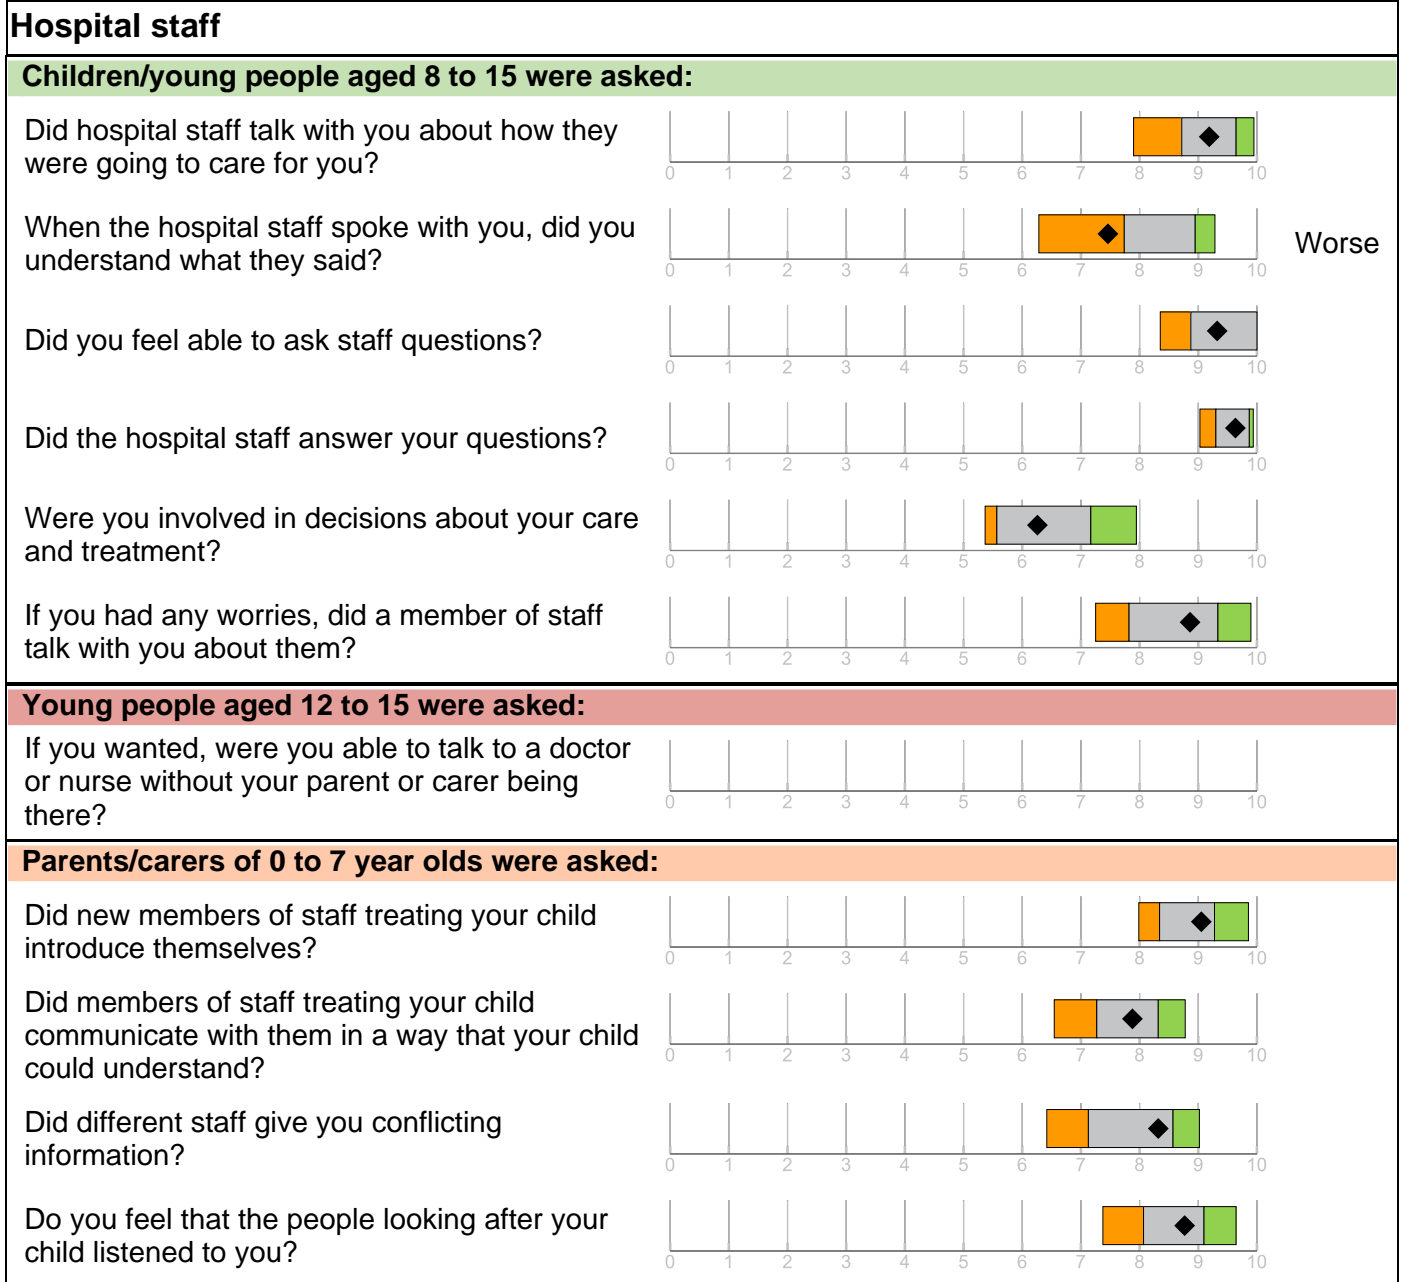 Hospital staff
Children/young people aged 8 to 15 were asked:
Did hospital staff talk with you about how they
were going to care for you?
0 1 2 3 4 5 6 7 8 9 10
When the hospital staff spoke with you, did you
understand what they said?
0 1 2 3 4 5 6 7 8 9 10
Worse
Did you feel able to ask staff questions?
0 1 2 3 4 5 6 7 8 9 10
Did the hospital staff answer your questions?
0 1 2 3 4 5 6 7 8 9 10
Were you involved in decisions about your care
and treatment?
0 1 2 3 4 5 6 7 8 9 10
If you had any worries, did a member of staff
talk with you about them?
0 1 2 3 4 5 6 7 8 9 10
Young people aged 12 to 15 were asked:
If you wanted, were you able to talk to a doctor
or nurse without your parent or carer being
there?
0 1 2 3 4 5 6 7 8 9 10
Parents/carers of 0 to 7 year olds were asked:
Did new members of staff treating your child
introduce themselves?
0 1 2 3 4 5 6 7 8 9 10
Did members of staff treating your child
communicate with them in a way that your child
could understand?
0 1 2 3 4 5 6 7 8 9 10
Did different staff give you conflicting
information?
0 1 2 3 4 5 6 7 8 9 10
Do you feel that the people looking after your
child listened to you?
0 1 2 3 4 5 6 7 8 9 10